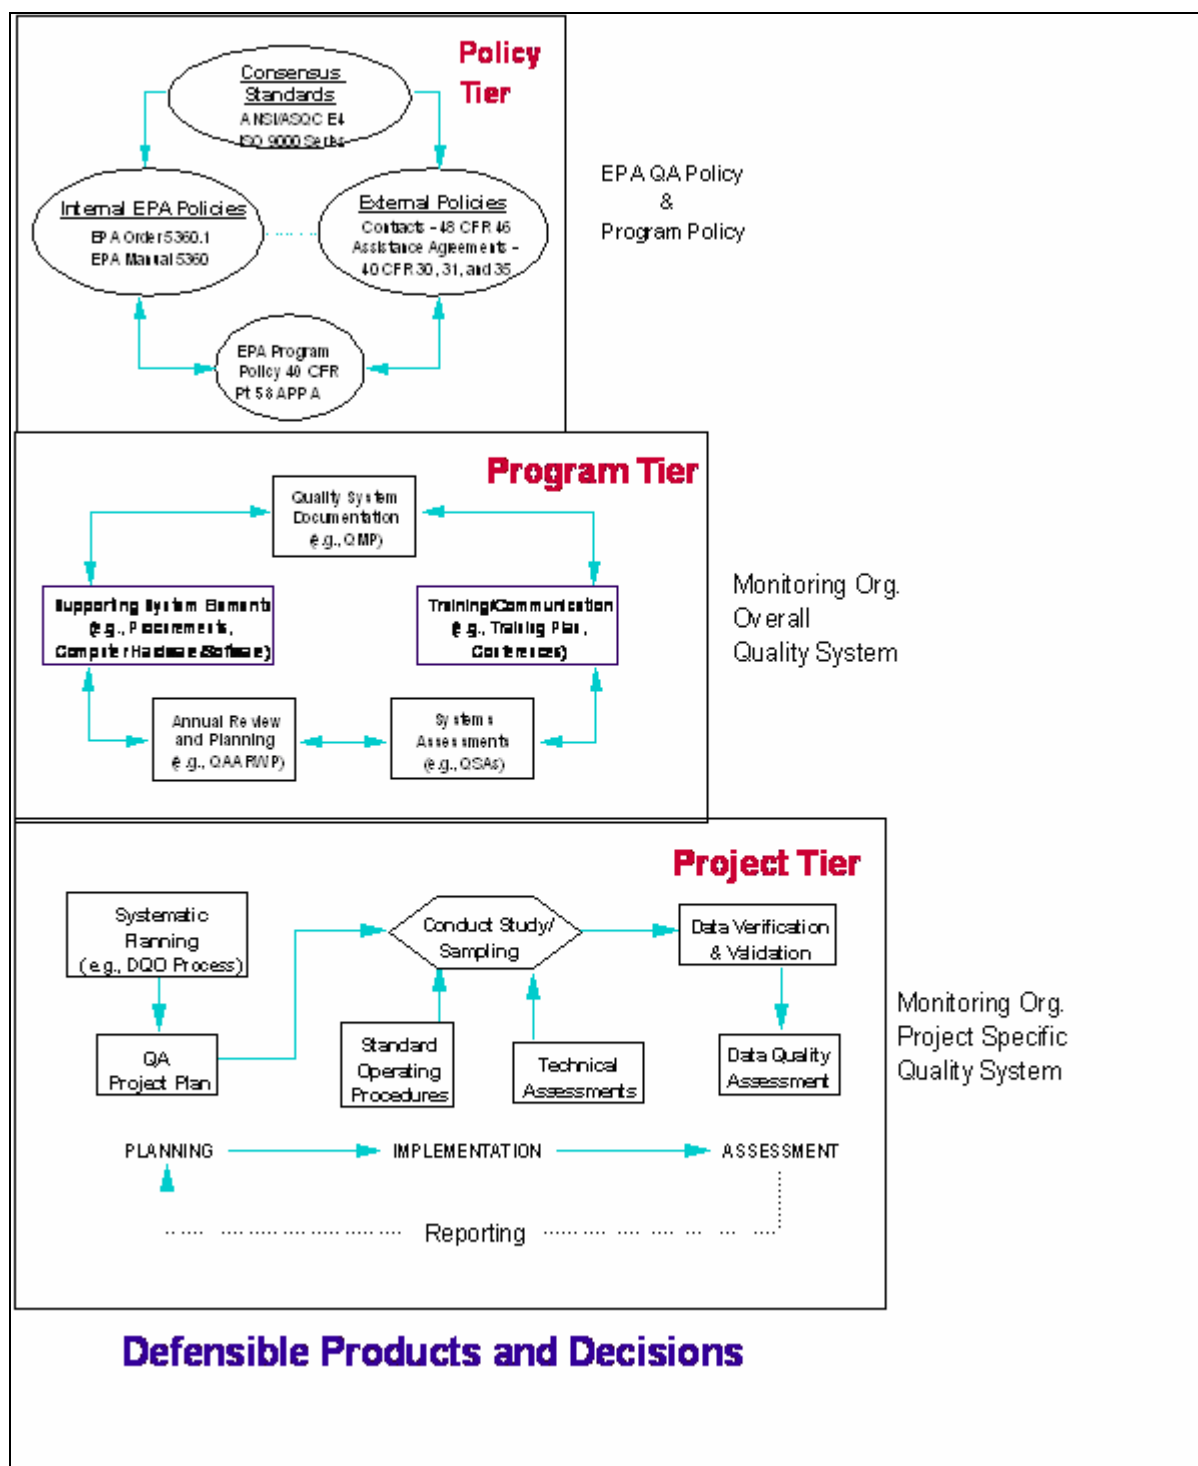 Policy
Tier
Consensus
Standards
ANSI/ASQC E4
ISO 9000 Series
Internal EPA Policies
EPA Order 5360.1
EPA Manual 5360
External Policies
Contracts - 48 CFR 46
Assistance Agreements -
40 CFR 30, 31, and 35
EPA Program
Policy 40 CFR
Pt 58 APP A
EPA QA Policy
&
Program Policy
Program Tier
Quality System
Documentation
(e.g., QMP)
Supporting System Elements
(e.g., Procurements,
Computer Hardware/Software)
Training/Communication
(e.g., Training Plan,
Conferences)
Annual Review
and Planning
(e.g., QAARWP)
Systems
Assessments
(e.g., QSAs)
Monitoring Org.
Overall
Quality System
Project Tier
Systematic
Planning
(e.g., DQO Process)
QA
Project Plan
Conduct Study/
Sampling
Standard
Operating
Procedures
Technical
Assessments
Data Verification
& Validation
Data Quality
Assessment
Monitoring Org.
Project Specific
Quality System
PLANNING
IMPLEMENTATION
ASSESSMENT
Reporting
Defensible Products and Decisions